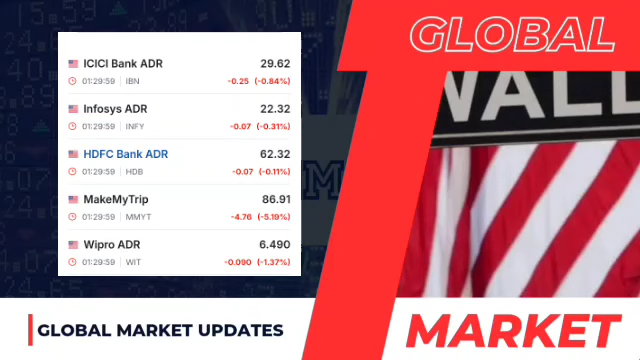 GLOBAL
WALL
ICICI Bank ADR 29.62
01:29:59 | IBN -0.25 (-0.84%)
Infosys ADR 22.32
01:29:59 | INFY -0.07 (-0.31%)
HDFC Bank ADR 62.32
01:29:59 | HDB -0.07 (-0.11%)
MakeMyTrip 86.91
01:29:59 | MMYT -4.76 (-5.19%)
Wipro ADR 6.490
01:29:59 | WIT -0.090 (-1.37%)
GLOBAL MARKET UPDATES
MARKET